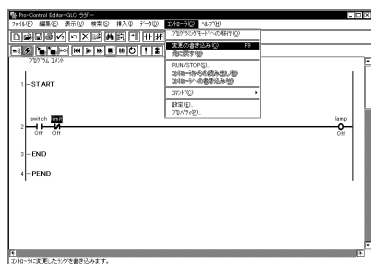 Pro-Control Editor-GLC ラダー
ファイル(F) 編集(E) 表示(V) 検索(S) 挿入(I) データ(D) コントローラ(C) ヘルプ(H)
プログラミングモードへの移行(O)
変更の書き込み(C) F9
元に戻す(U)
RUN/STOP(S)...
コントローラからの読み出し(R)
コントローラへの書き込み(W)
コマンド(C)
設定(E)...
プロパティ(P)...
プログラム コメント
1 START
switch limit lamp
2
Off Off Off
3 END
4 PEND
コントローラに変更したラダーを書き込みます。